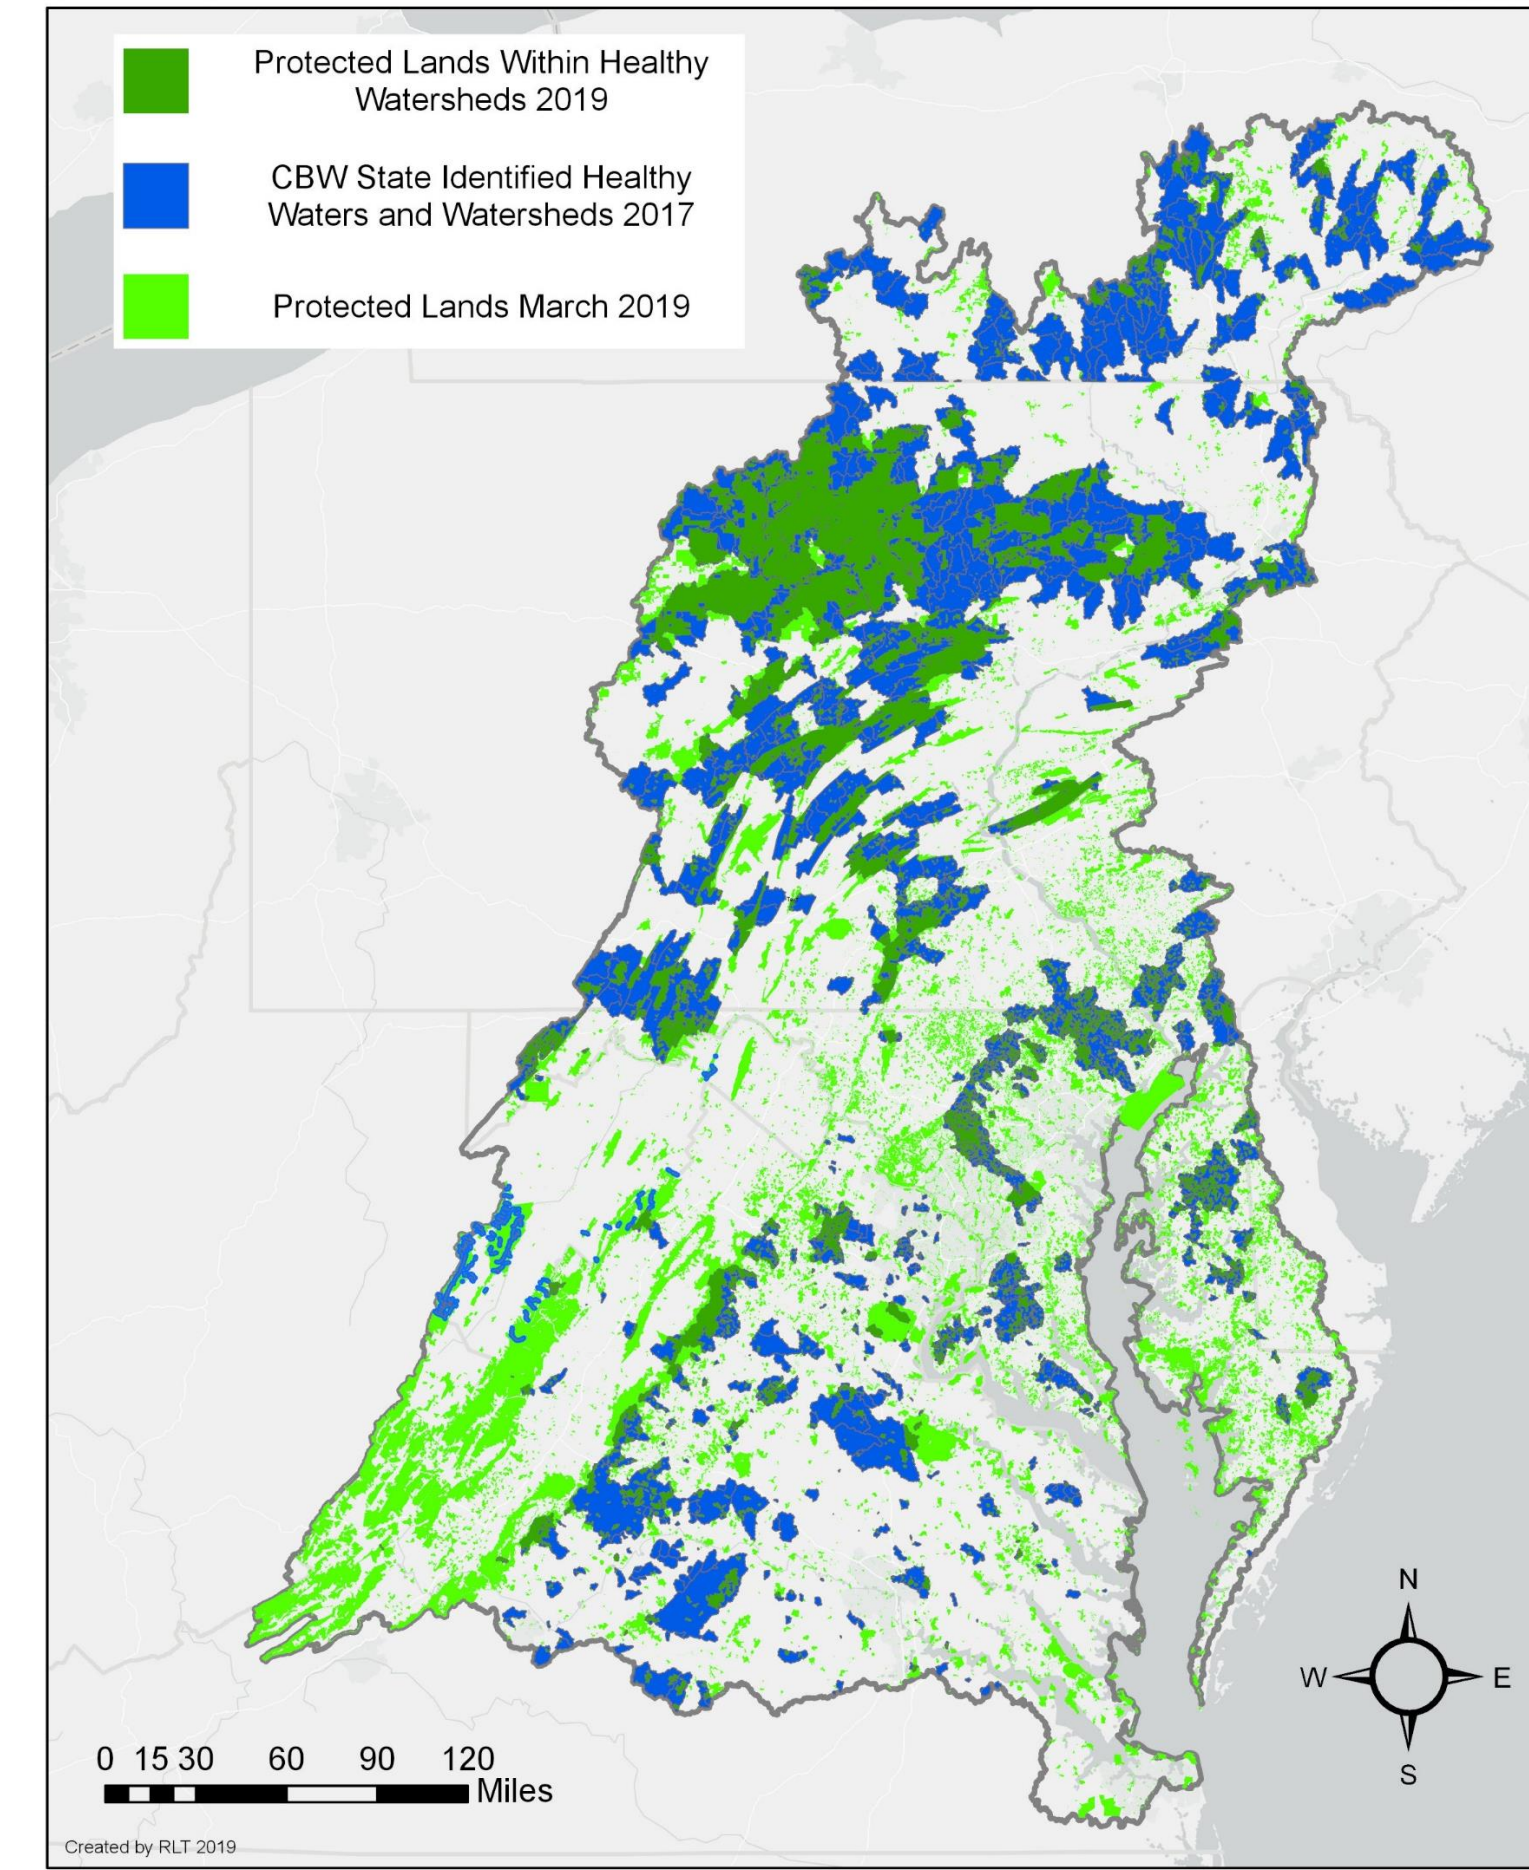 Protected Lands Within Healthy
Watersheds 2019
CBW State Identified Healthy
Waters and Watersheds 2017
Protected Lands March 2019
N
W E
S
0 15 30 60 90 120
Miles
Created by RLT 2019